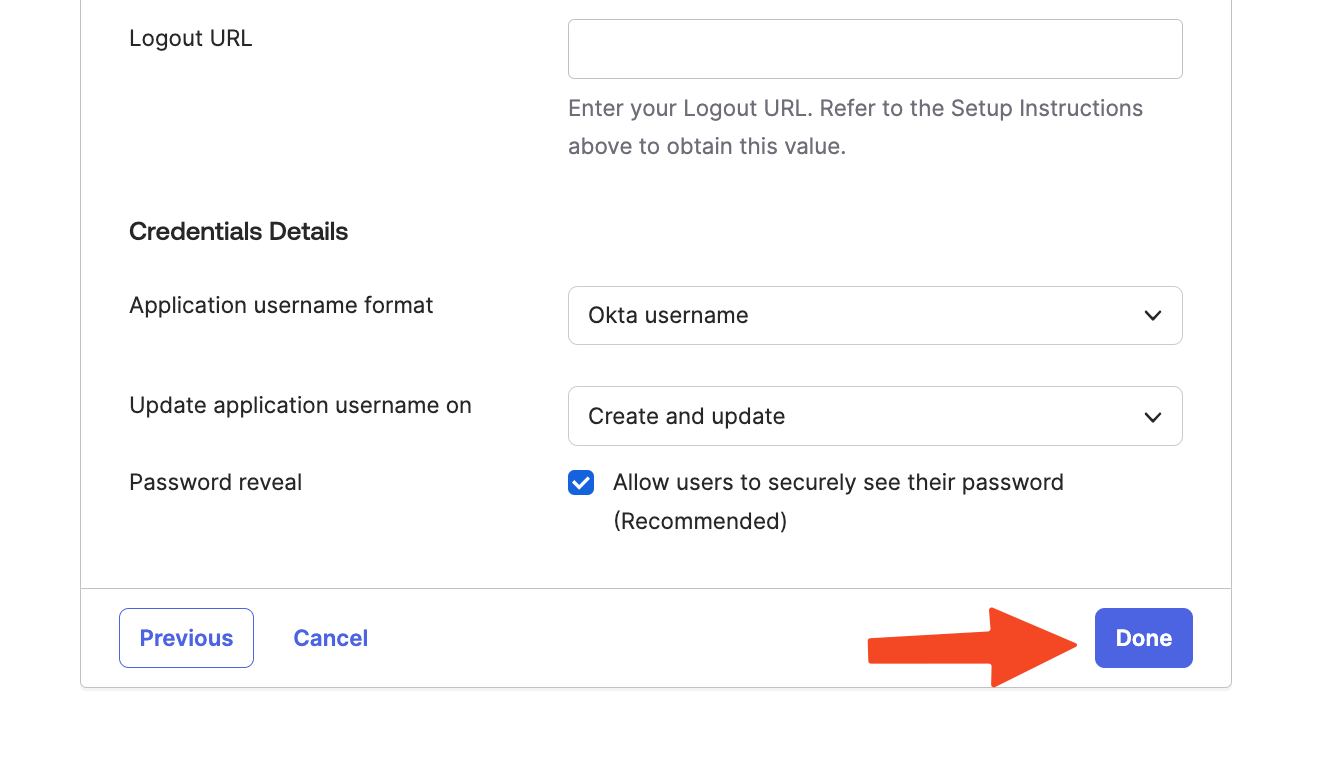 Logout URL
Enter your Logout URL. Refer to the Setup Instructions
above to obtain this value.
Credentials Details
Application username format
Okta username
Update application username on
Create and update
Password reveal
Allow users to securely see their password
(Recommended)
Previous
Cancel
Done